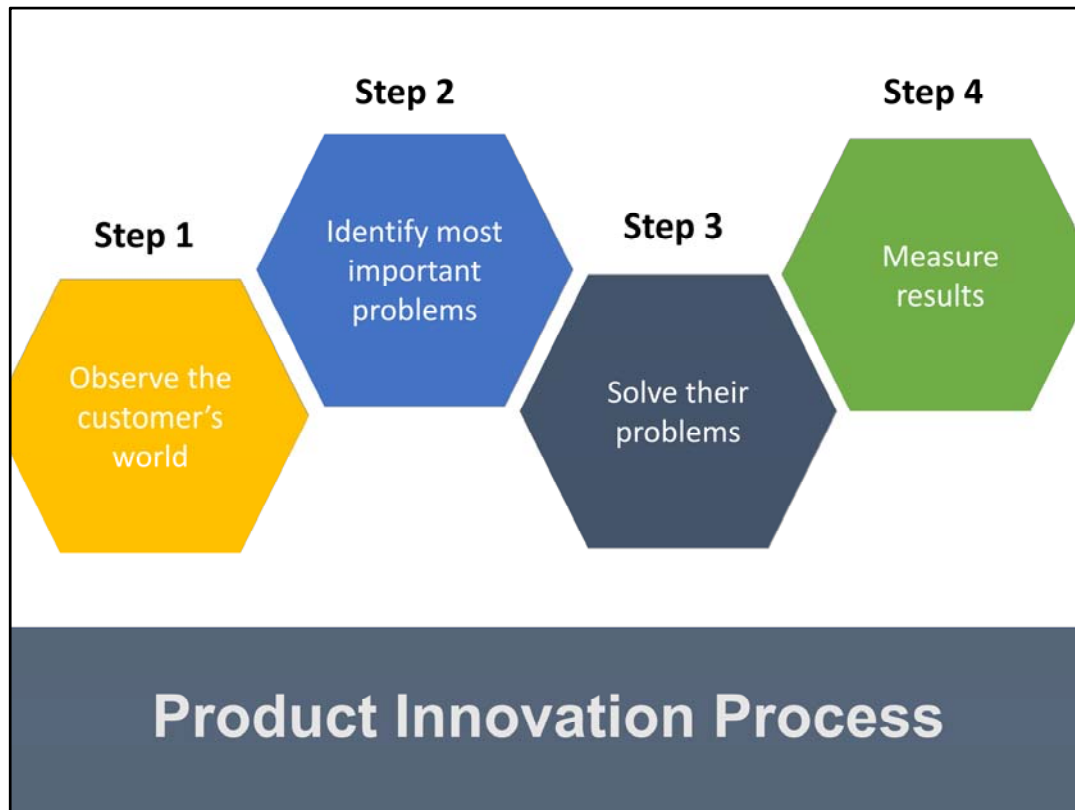 Step 1
Observe the
customer’s
world
Step 2
Identify most
important
problems
Step 3
Solve their
problems
Step 4
Measure
results
Product Innovation Process